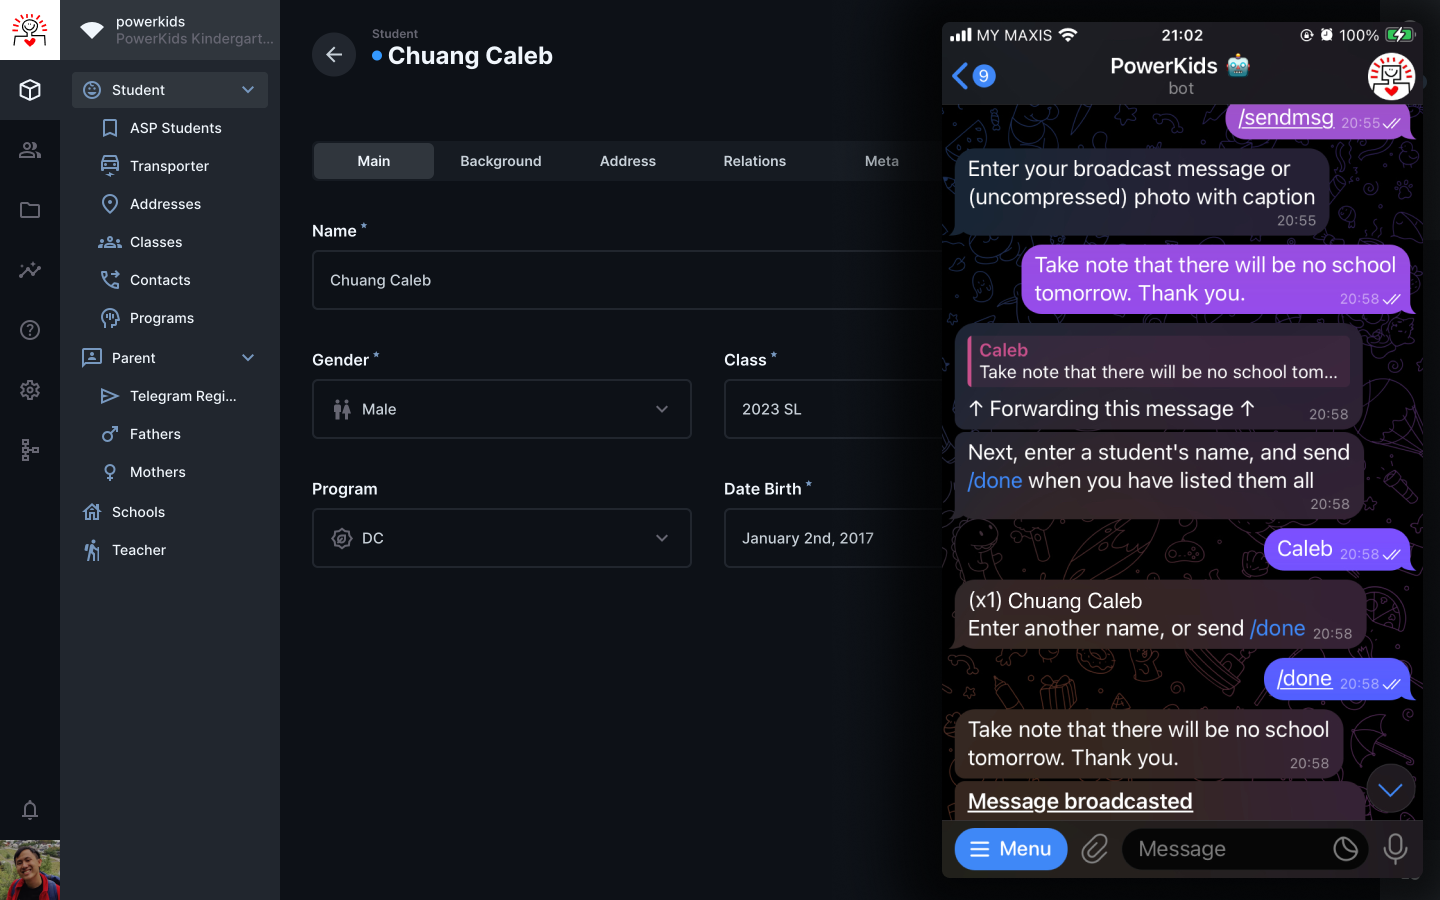 powerkids
PowerKids Kindergart...
Student
ASP Students
Transporter
Addresses
Classes
Contacts
Programs
Parent
Telegram Regi...
Fathers
Mothers
Schools
Teacher
Student
Chuang Caleb
Main Background Address Relations Meta
Name *
Chuang Caleb
Gender *
Male
Class *
2023 SL
Program
DC
Date Birth *
January 2nd, 2017
MY MAXIS 21:02 100%
9 PowerKids
bot
/sendmsg 20:55
Enter your broadcast message or
(uncompressed) photo with caption
20:55
Take note that there will be no school
tomorrow. Thank you. 20:58
Caleb
Take note that there will be no school tom...
↑ Forwarding this message ↑ 20:58
Next, enter a student's name, and send
/done when you have listed them all
20:58
Caleb 20:58
(x1) Chuang Caleb
Enter another name, or send /done 20:58
/done 20:58
Take note that there will be no school
tomorrow. Thank you. 20:58
Message broadcasted
Menu Message